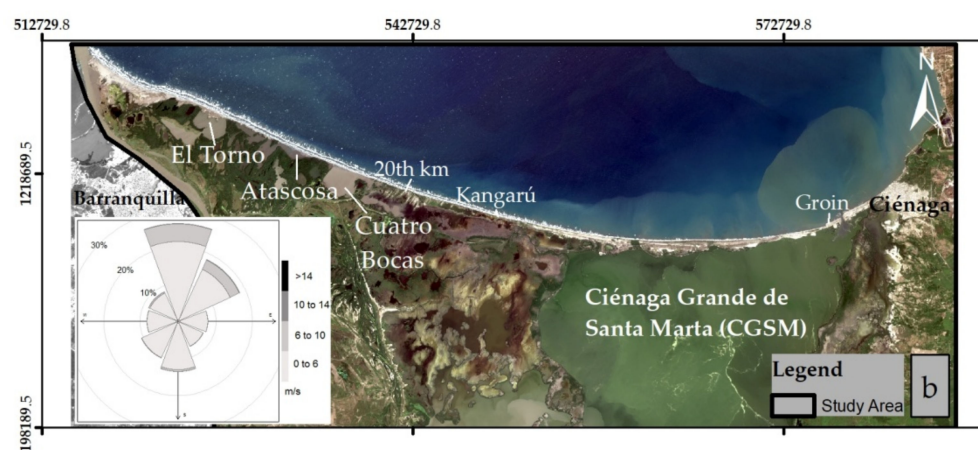 512729.8
542729.8
572729.8
1218689.5
198189.5
N
El Torno
Atascosa
20th km
Kangarú
Cuatro
Bocas
Barranquilla
Groin
Ciénaga
Ciénaga Grande de
Santa Marta (CGSM)
30%
20%
10%
>14
10 to 14
6 to 10
0 to 6
m/s
E
S
Legend
Study Area
b